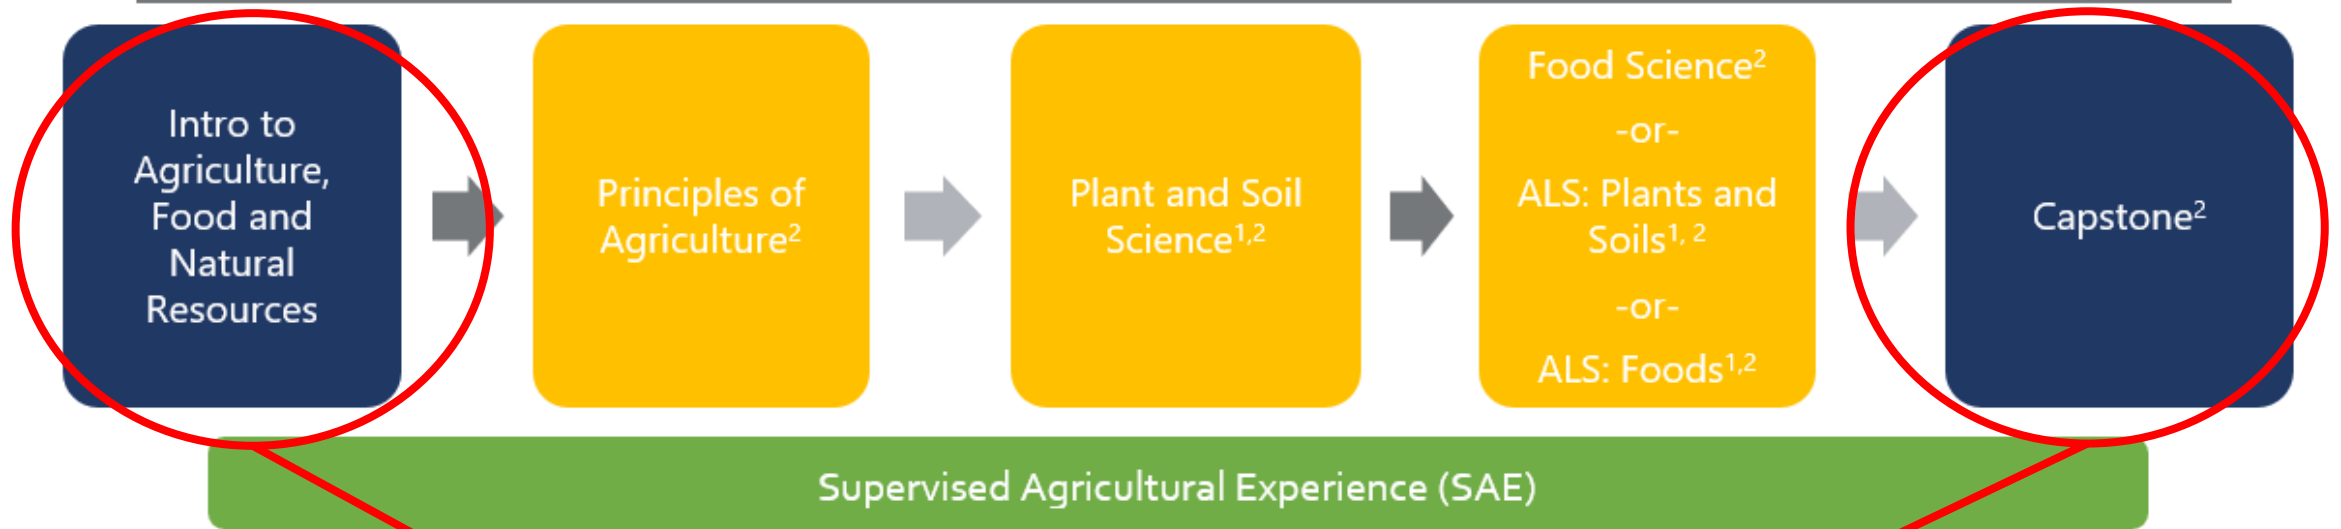 Intro to
Agriculture,
Food and
Natural
Resources
Principles of
Agriculture²
Plant and Soil
Science¹,²
Food Science²
-or-
ALS: Plants and
Soils¹, ²
-or-
ALS: Foods¹,²
Capstone²
Supervised Agricultural Experience (SAE)